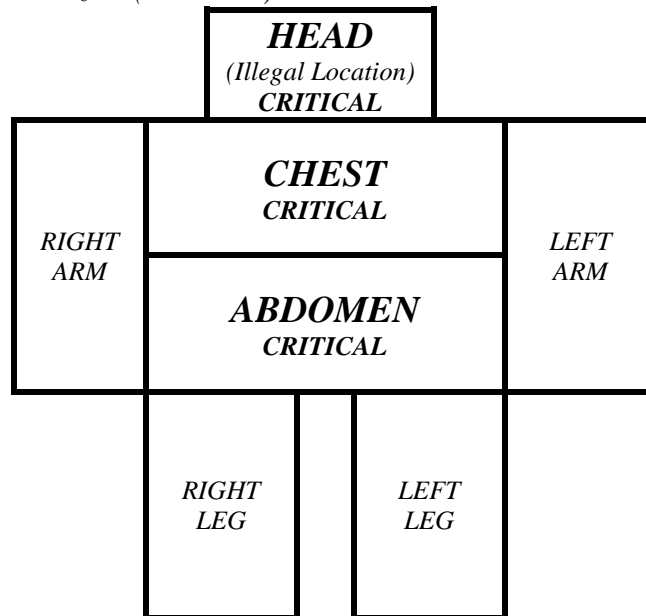 HEAD
(Illegal Location)
CRITICAL
CHEST
CRITICAL
RIGHT
ARM
LEFT
ARM
ABDOMEN
CRITICAL
RIGHT
LEG
LEFT
LEG